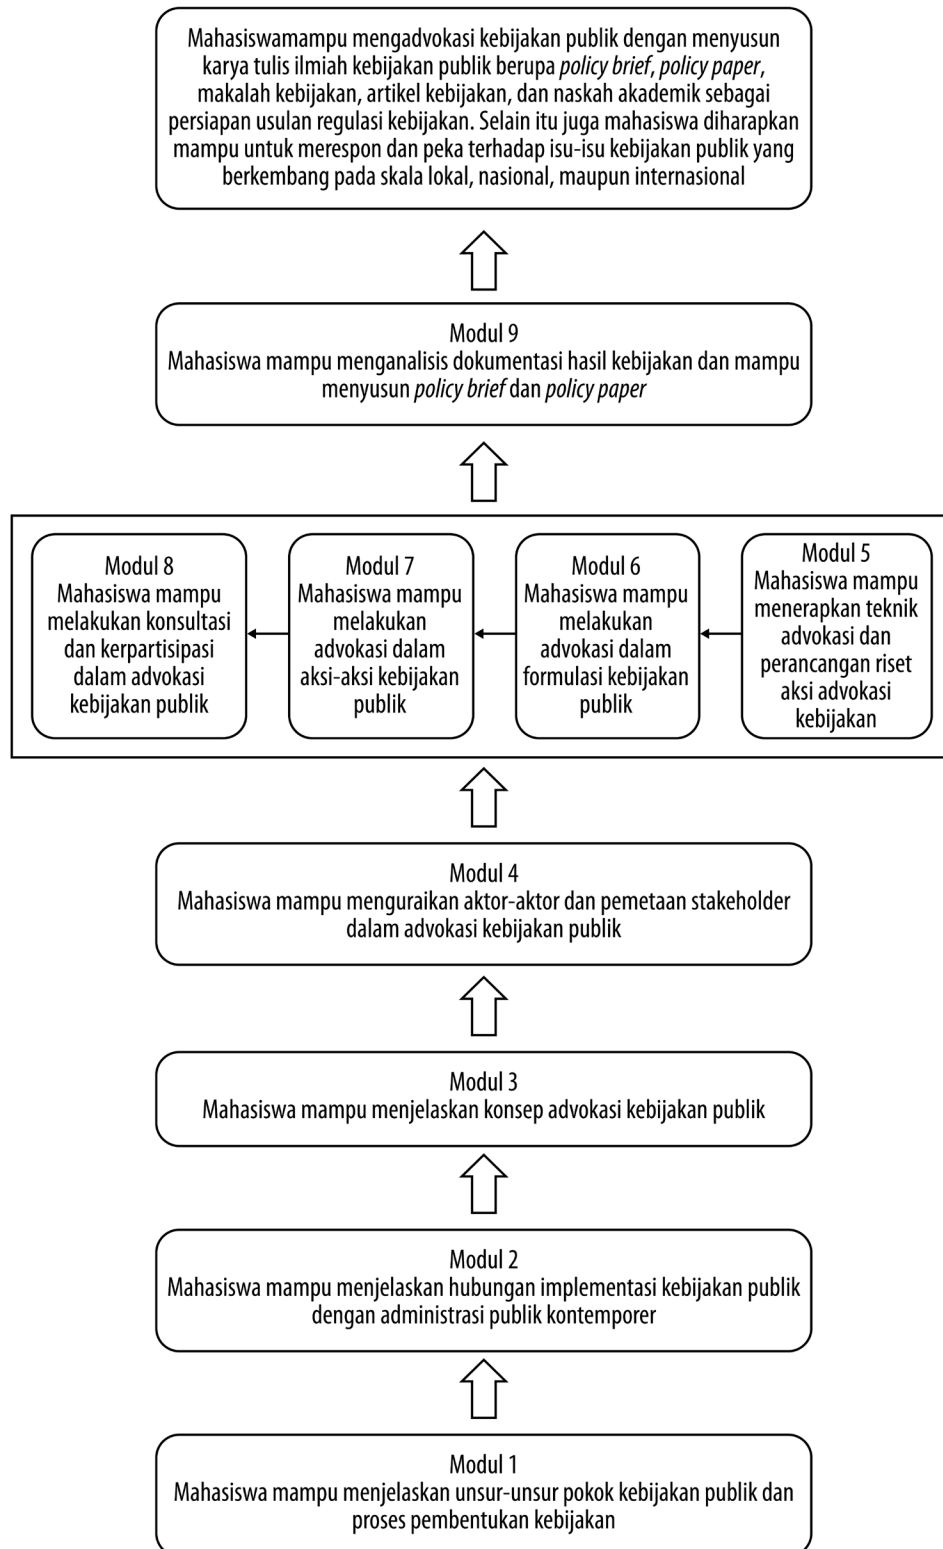 Mahasiswamampu mengadvokasi kebijakan publik dengan menyusun
karya tulis ilmiah kebijakan publik berupa policy brief, policy paper,
makalah kebijakan, artikel kebijakan, dan naskah akademik sebagai
persiapan usulan regulasi kebijakan. Selain itu juga mahasiswa diharapkan
mampu untuk merespon dan peka terhadap isu-isu kebijakan publik yang
berkembang pada skala lokal, nasional, maupun internasional
Modul 9
Mahasiswa mampu menganalisis dokumentasi hasil kebijakan dan mampu
menyusun policy brief dan policy paper
Modul 8
Mahasiswa mampu
melakukan konsultasi
dan kerpartisipasi
dalam advokasi
kebijakan publik
Modul 7
Mahasiswa mampu
melakukan
advokasi dalam
aksi-aksi kebijakan
publik
Modul 6
Mahasiswa mampu
melakukan
advokasi dalam
formulasi kebijakan
publik
Modul 5
Mahasiswa mampu
menerapkan teknik
advokasi dan
perancangan riset
aksi advokasi
kebijakan
Modul 4
Mahasiswa mampu menguraikan aktor-aktor dan pemetaan stakeholder
dalam advokasi kebijakan publik
Modul 3
Mahasiswa mampu menjelaskan konsep advokasi kebijakan publik
Modul 2
Mahasiswa mampu menjelaskan hubungan implementasi kebijakan publik
dengan administrasi publik kontemporer
Modul 1
Mahasiswa mampu menjelaskan unsur-unsur pokok kebijakan publik dan
proses pembentukan kebijakan